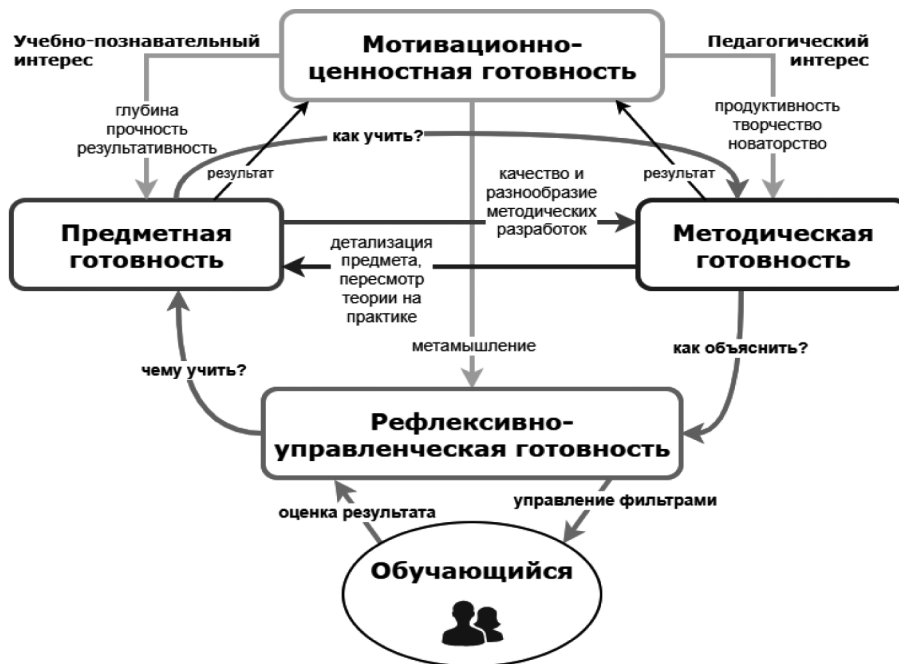 Учебно-познавательный
интерес
Мотивационно-
ценностная готовность
Педагогический
интерес
глубина
прочность
результативность
как учить?
продуктивность
творчество
новаторство
результат
качество и
разнообразие
методических
разработок
результат
Предметная
готовность
Методическая
готовность
детализация
предмета,
пересмотр
теории на
практике
метамышление
чему учить?
как объяснить?
Рефлексивно-
управленческая готовность
оценка результата
управление фильтрами
Обучающийся